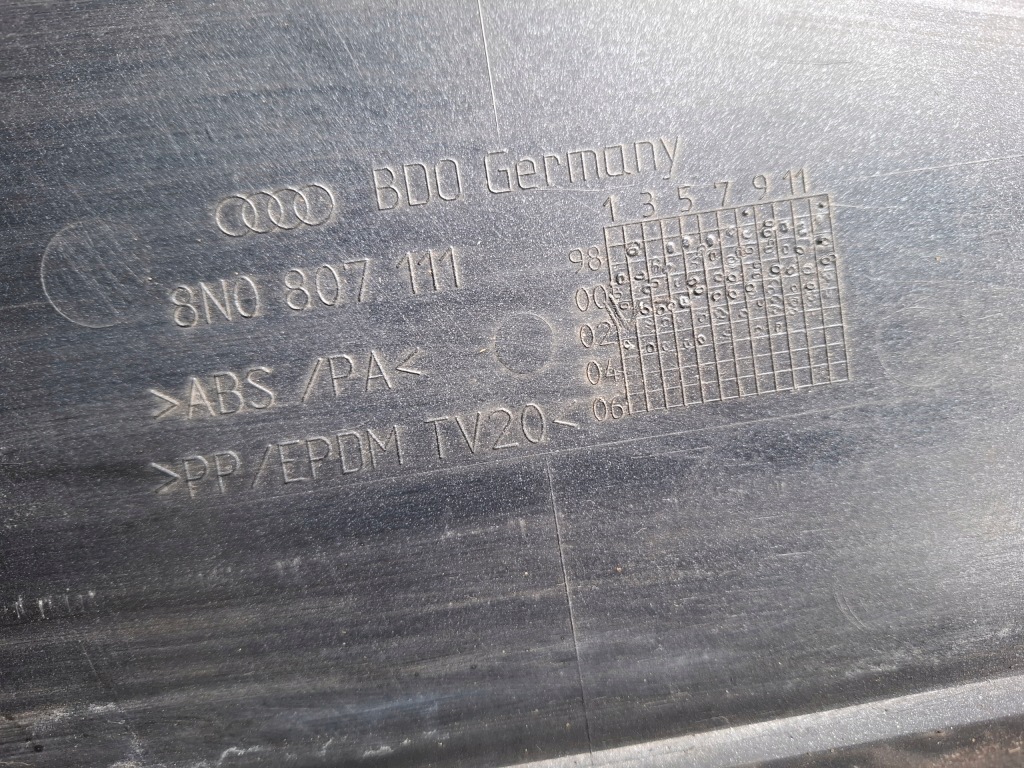 BDO Germany
8N0 807 111
>ABS /PA<
>PP/EPDM TV20<
1 3 5 7 9 11
98
00
02
04
06